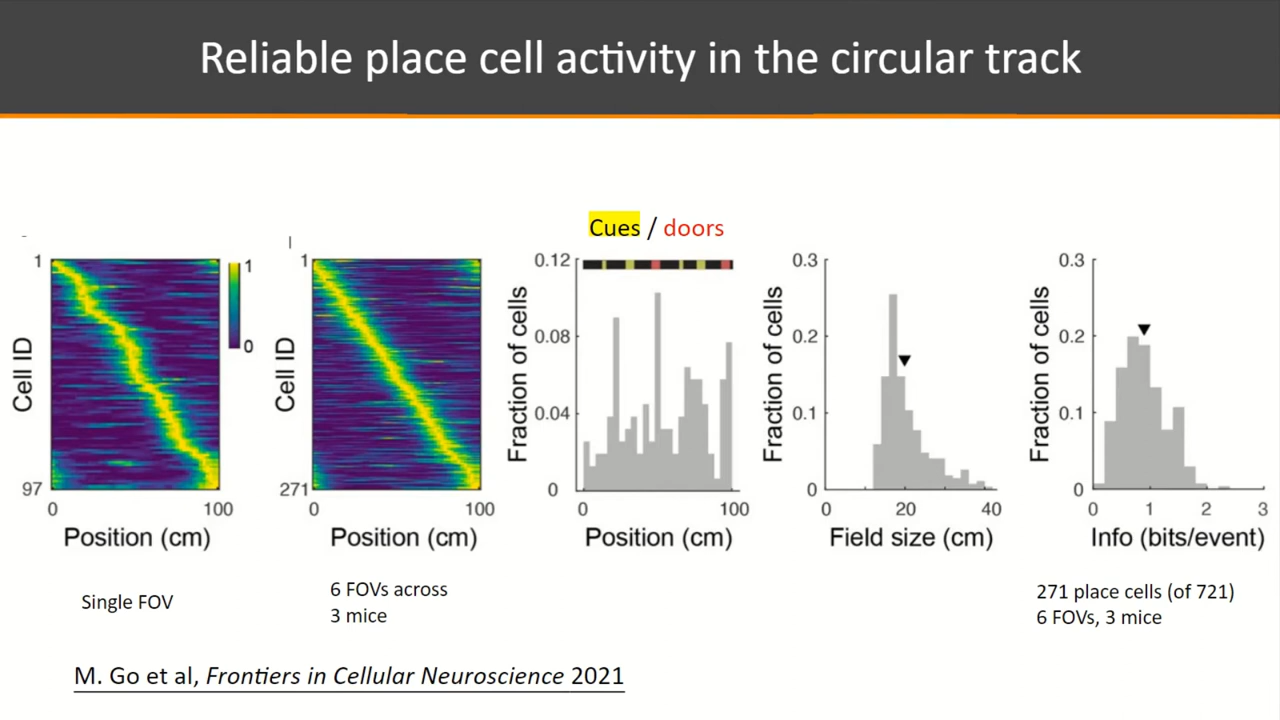 Reliable place cell activity in the circular track
Cues / doors
1
97
Cell ID
0
100
Position (cm)
1
0
1
271
Cell ID
0
100
Position (cm)
0.12
0.08
0.04
0
Fraction of cells
0
100
Position (cm)
0.3
0.2
0.1
0
Fraction of cells
0
20
40
Field size (cm)
0.3
0.2
0.1
0
Fraction of cells
0
1
2
3
Info (bits/event)
Single FOV
6 FOVs across
3 mice
271 place cells (of 721)
6 FOVs, 3 mice
M. Go et al, Frontiers in Cellular Neuroscience 2021